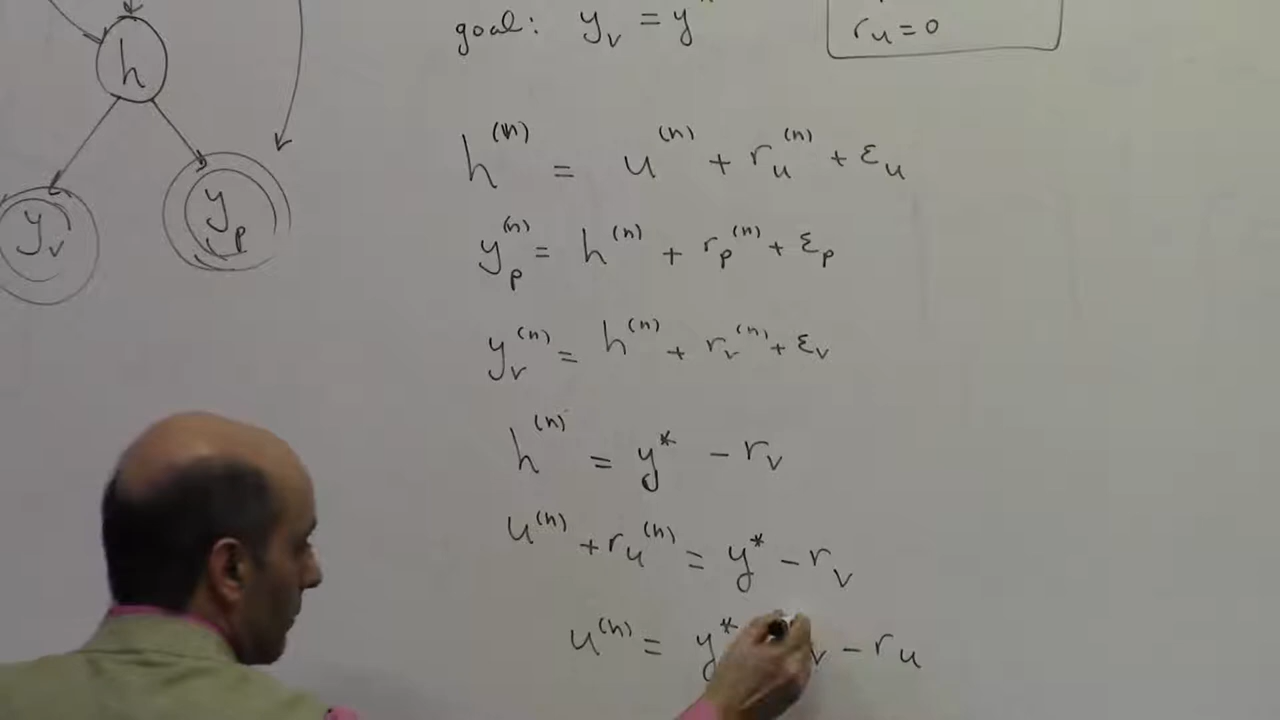 goal: y_v = y*
r_u = 0
h
y_v
y_p
h^(n) = u^(n) + r_u^(n) + ε_u
y_p^(n) = h^(n) + r_p^(n) + ε_p
y_v^(n) = h^(n) + r_v^(n) + ε_v
h^(n) = y* - r_v
u^(n) + r_u^(n) = y* - r_v
u^(n) = y* v - r_u